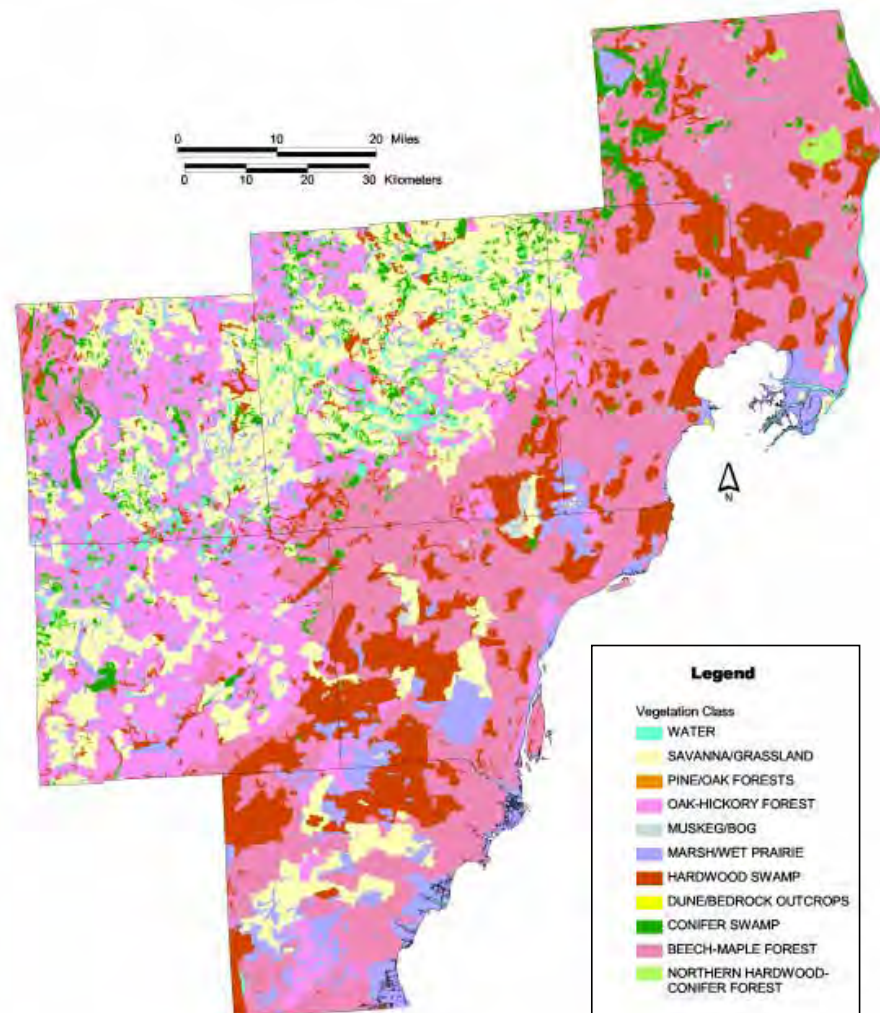 0 10 20 Miles
0 10 20 30 Kilometers
N
Legend
Vegetation Class
WATER
SAVANNA/GRASSLAND
PINE/OAK FORESTS
OAK-HICKORY FOREST
MUSKEG/BOG
MARSH/WET PRAIRIE
HARDWOOD SWAMP
DUNE/BEDROCK OUTCROPS
CONIFER SWAMP
BEECH-MAPLE FOREST
NORTHERN HARDWOOD-
CONIFER FOREST